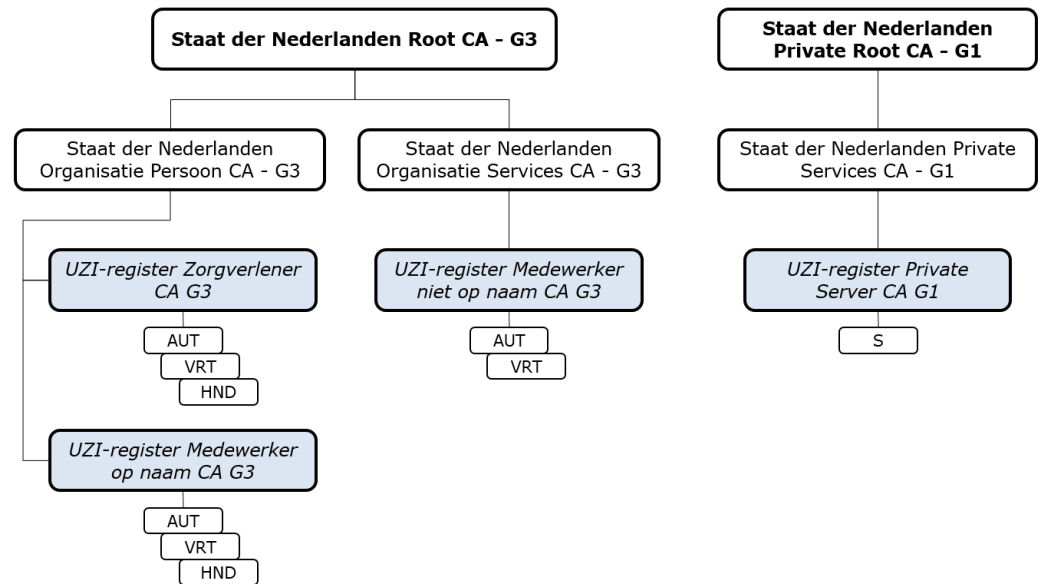 Staat der Nederlanden Root CA - G3
Staat der Nederlanden
Private Root CA - G1
Staat der Nederlanden
Organisatie Persoon CA - G3
Staat der Nederlanden
Organisatie Services CA - G3
Staat der Nederlanden Private
Services CA - G1
UZI-register Zorgverlener
CA G3
UZI-register Medewerker
niet op naam CA G3
UZI-register Private
Server CA G1
AUT
VRT
HND
AUT
VRT
S
UZI-register Medewerker
op naam CA G3
AUT
VRT
HND